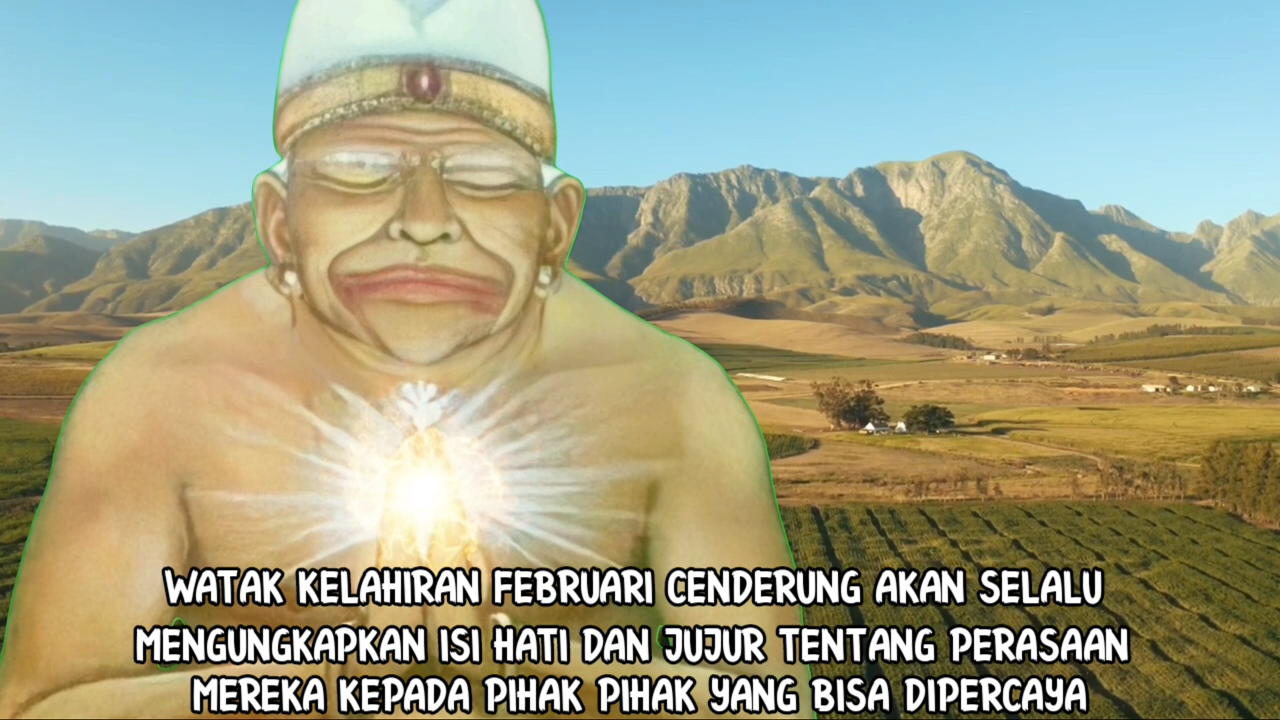 WATAK KELAHIRAN FEBRUARI CENDERUNG AKAN SELALU
MENGUNGKAPKAN ISI HATI DAN JUJUR TENTANG PERASAAN
MEREKA KEPADA PIHAK PIHAK YANG BISA DIPERCAYA